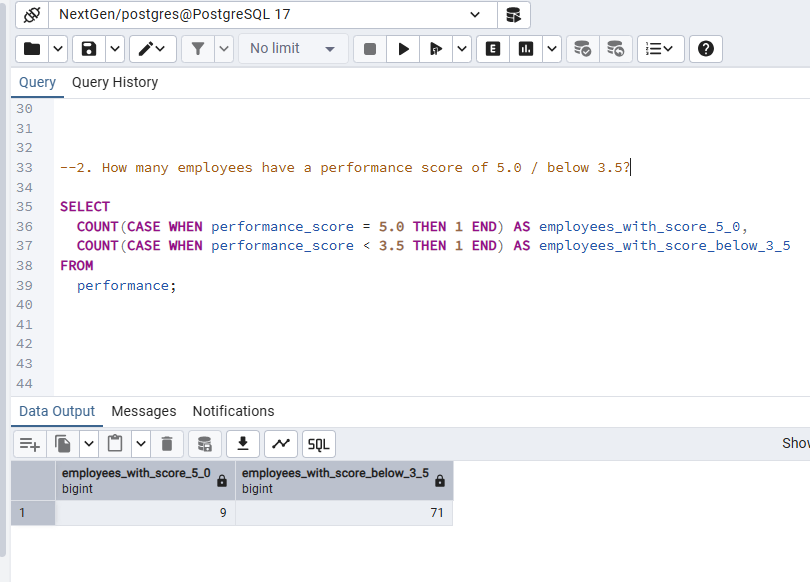 NextGen/postgres@PostgreSQL 17
No limit
E
Query Query History
30
31
32
33 --2. How many employees have a performance score of 5.0 / below 3.5?
34
35 SELECT
36 COUNT(CASE WHEN performance_score = 5.0 THEN 1 END) AS employees_with_score_5_0,
37 COUNT(CASE WHEN performance_score < 3.5 THEN 1 END) AS employees_with_score_below_3_5
38 FROM
39 performance;
40
41
42
43
44
Data Output Messages Notifications
SQL Show
employees_with_score_5_0 employees_with_score_below_3_5
bigint bigint
1 9 71